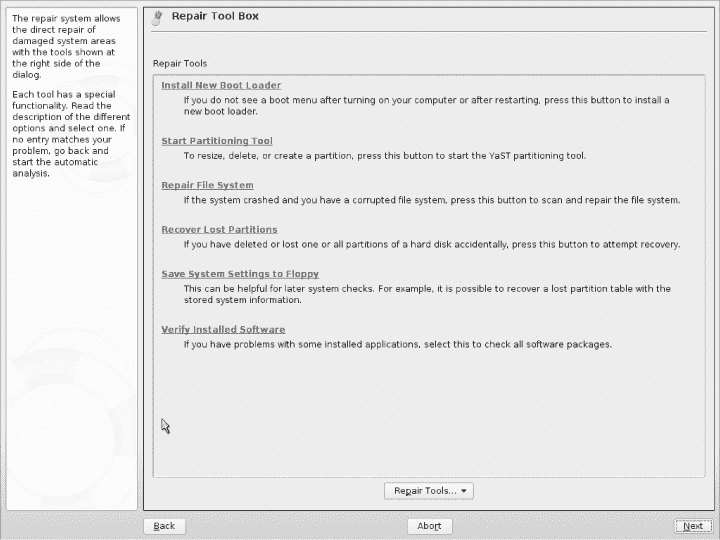 The repair system allows
the direct repair of
damaged system areas
with the tools shown at
the right side of the
dialog.
Each tool has a special
functionality. Read the
description of the different
options and select one. If
no entry matches your
problem, go back and
start the automatic
analysis.
Repair Tool Box
Repair Tools
Install New Boot Loader
If you do not see a boot menu after turning on your computer or after restarting, press this button to install a
new boot loader.
Start Partitioning Tool
To resize, delete, or create a partition, press this button to start the YaST partitioning tool.
Repair File System
If the system crashed and you have a corrupted file system, press this button to scan and repair the file system.
Recover Lost Partitions
If you have deleted or lost one or all partitions of a hard disk accidentally, press this button to attempt recovery.
Save System Settings to Floppy
This can be helpful for later system checks. For example, it is possible to recover a lost partition table with the
stored system information.
Verify Installed Software
If you have problems with some installed applications, select this to check all software packages.
Repair Tools...
Back
Abort
Next